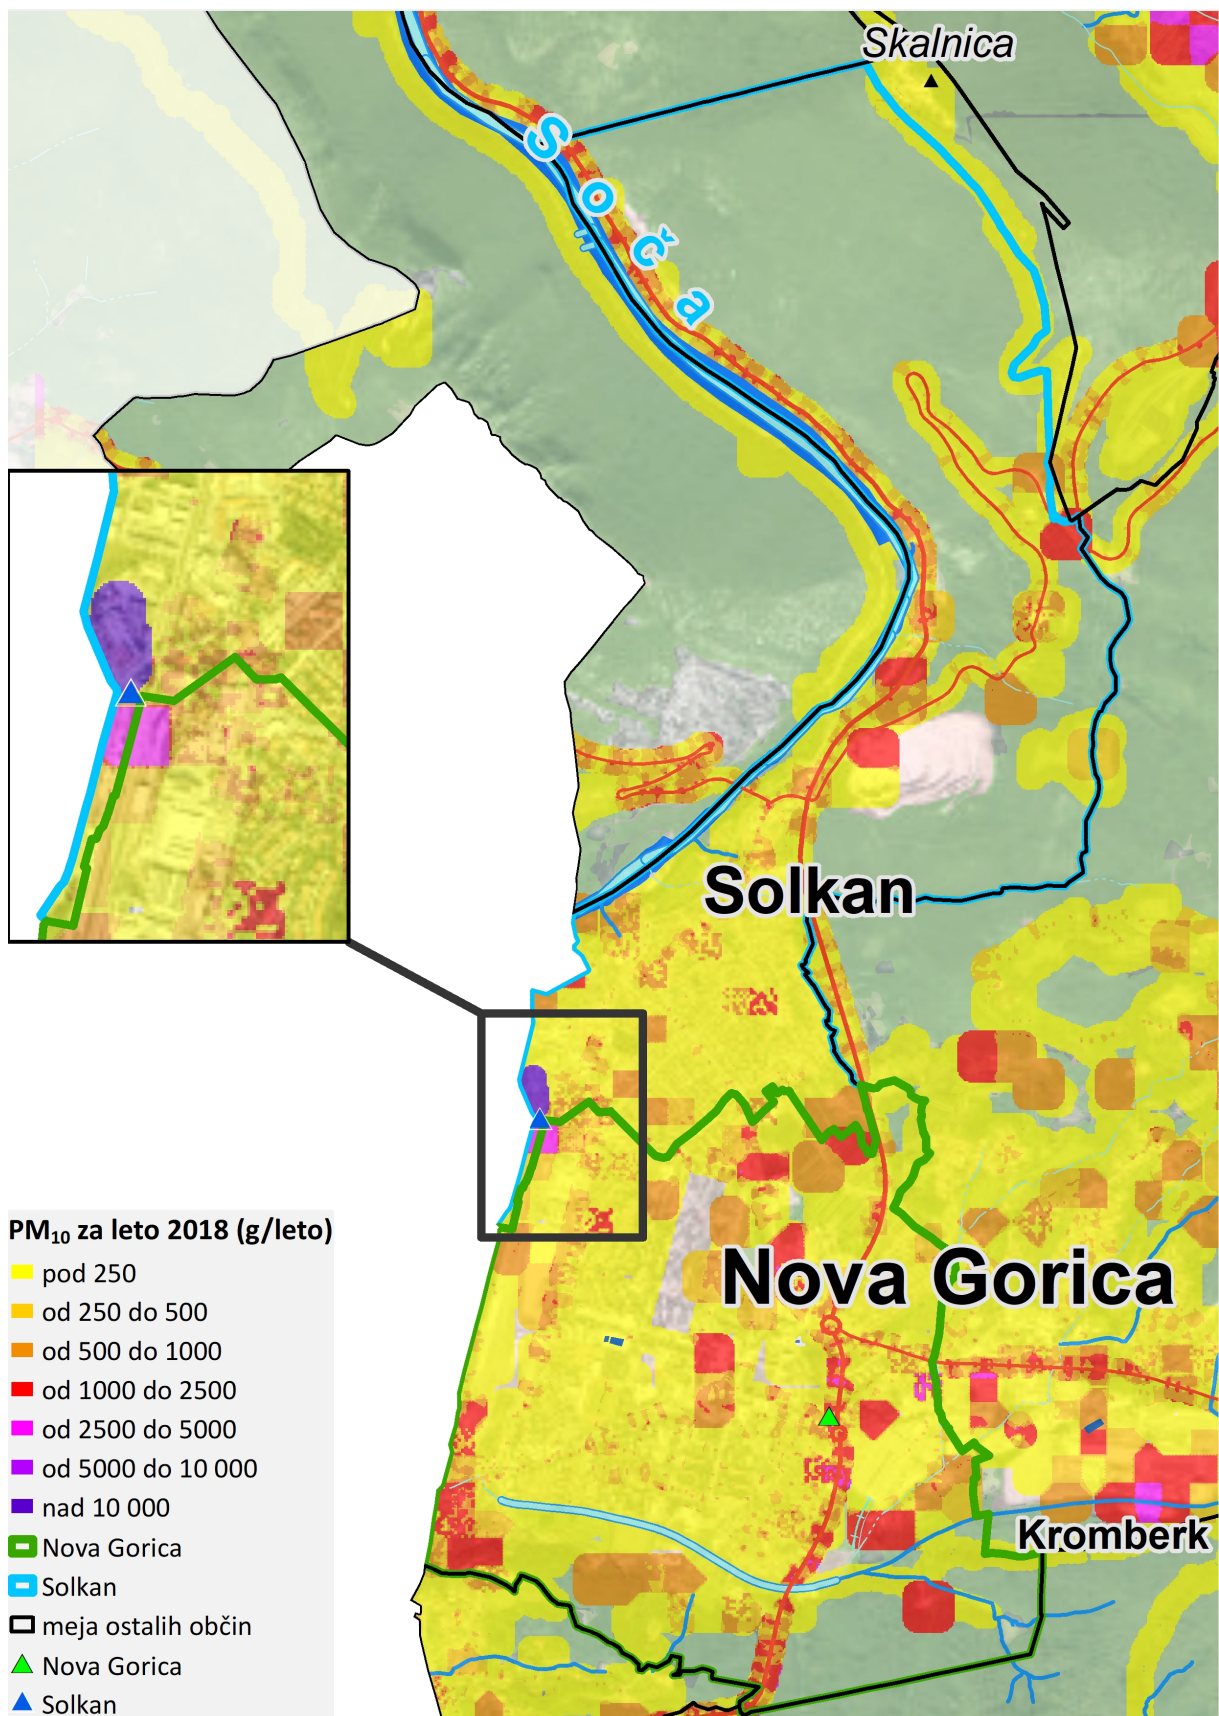 Skalnica
Soča
Solkan
Nova Gorica
Kromberk
PM₁₀ za leto 2018 (g/leto)
pod 250
od 250 do 500
od 500 do 1000
od 1000 do 2500
od 2500 do 5000
od 5000 do 10 000
nad 10 000
Nova Gorica
Solkan
meja ostalih občin
Nova Gorica
Solkan